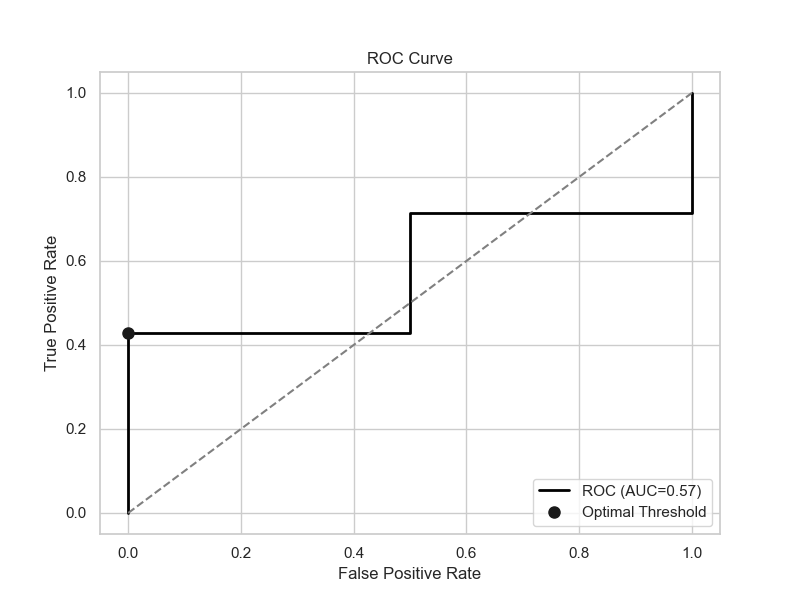 ROC Curve
1.0
0.8
0.6
0.4
0.2
0.0
True Positive Rate
0.0 0.2 0.4 0.6 0.8 1.0
False Positive Rate
ROC (AUC=0.57)
Optimal Threshold